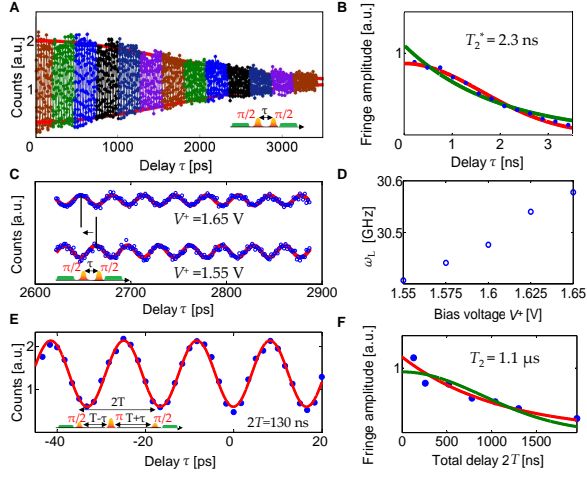 A
Counts [a.u.]
2
1
π/2 τ π/2
0 1000 2000 3000
Delay τ [ps]
B
Fringe amplitude [a.u.]
1
T₂* = 2.3 ns
0 1 2 3
Delay τ [ns]
C
Counts [a.u.]
V⁺ =1.65 V
V⁺ =1.55 V
π/2 τ π/2
2600 2700 2800 2900
Delay τ [ps]
D
ω_L [GHz]
30.6
30.5
1.55 1.575 1.6 1.625 1.65
Bias voltage V⁺ [V]
E
Counts [a.u.]
2
1
2T
π/2 T-τ π T+τ π/2
2T=130 ns
-40 -20 0 20
Delay τ [ps]
F
Fringe amplitude [a.u.]
1
T₂ = 1.1 µs
0 500 1000 1500
Total delay 2T [ns]